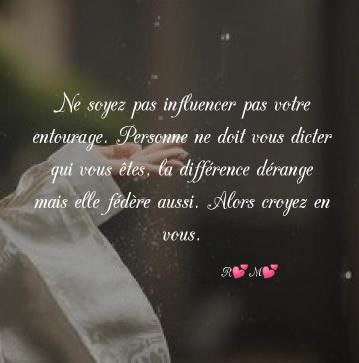 Ne soyez pas influencer pas votre
entourage. Personne ne doit vous dicter
qui vous êtes, la différence dérange
mais elle fédère aussi. Alors croyez en
vous.
R💕M💕